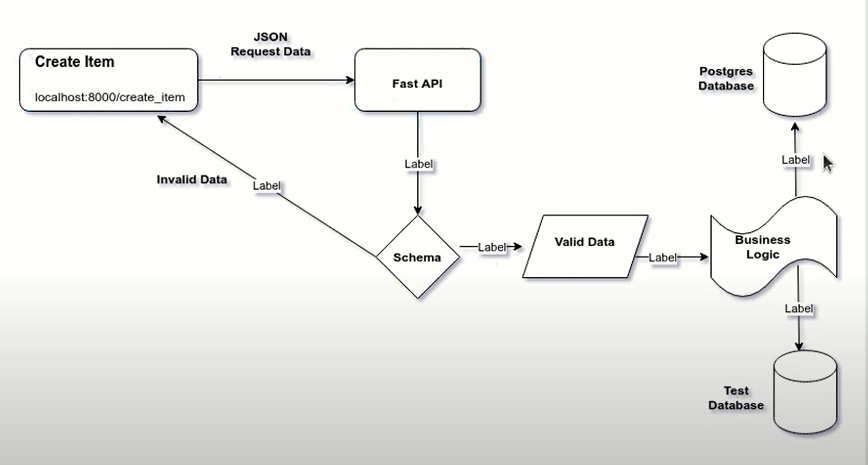 JSON
Request Data
Create Item
localhost:8000/create_item
Fast API
Postgres
Database
Label
Label
Invalid Data
Label
Schema
Label
Valid Data
Label
Business
Logic
Label
Test
Database